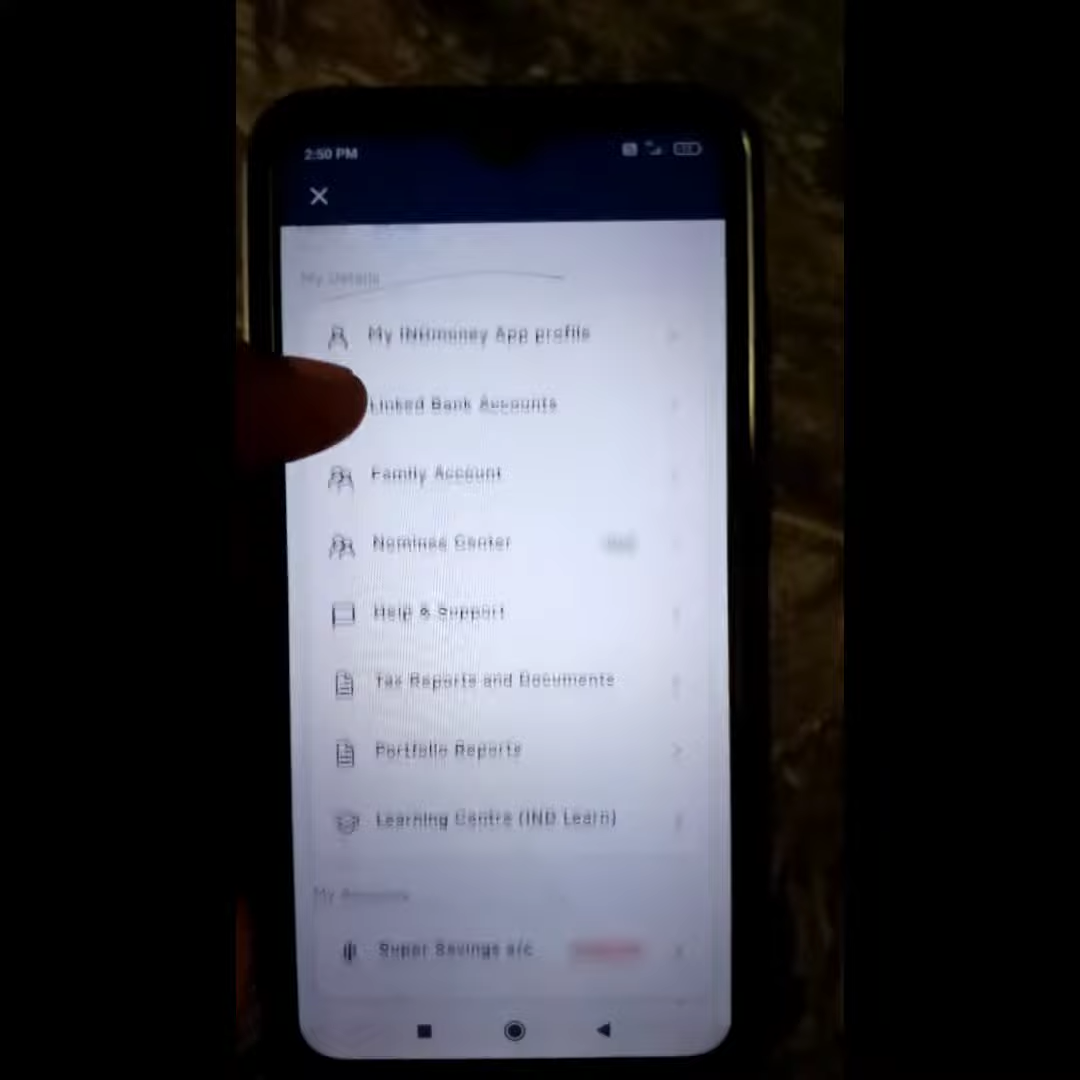 2:50 PM
My Details
My INDmoney App profile
Linked Bank Accounts
Family Account
Nominee Center
Help & Support
Tax Reports and Documents
Portfolio Reports
Learning Centre (IND Learn)
My Accounts
Super Savings a/c